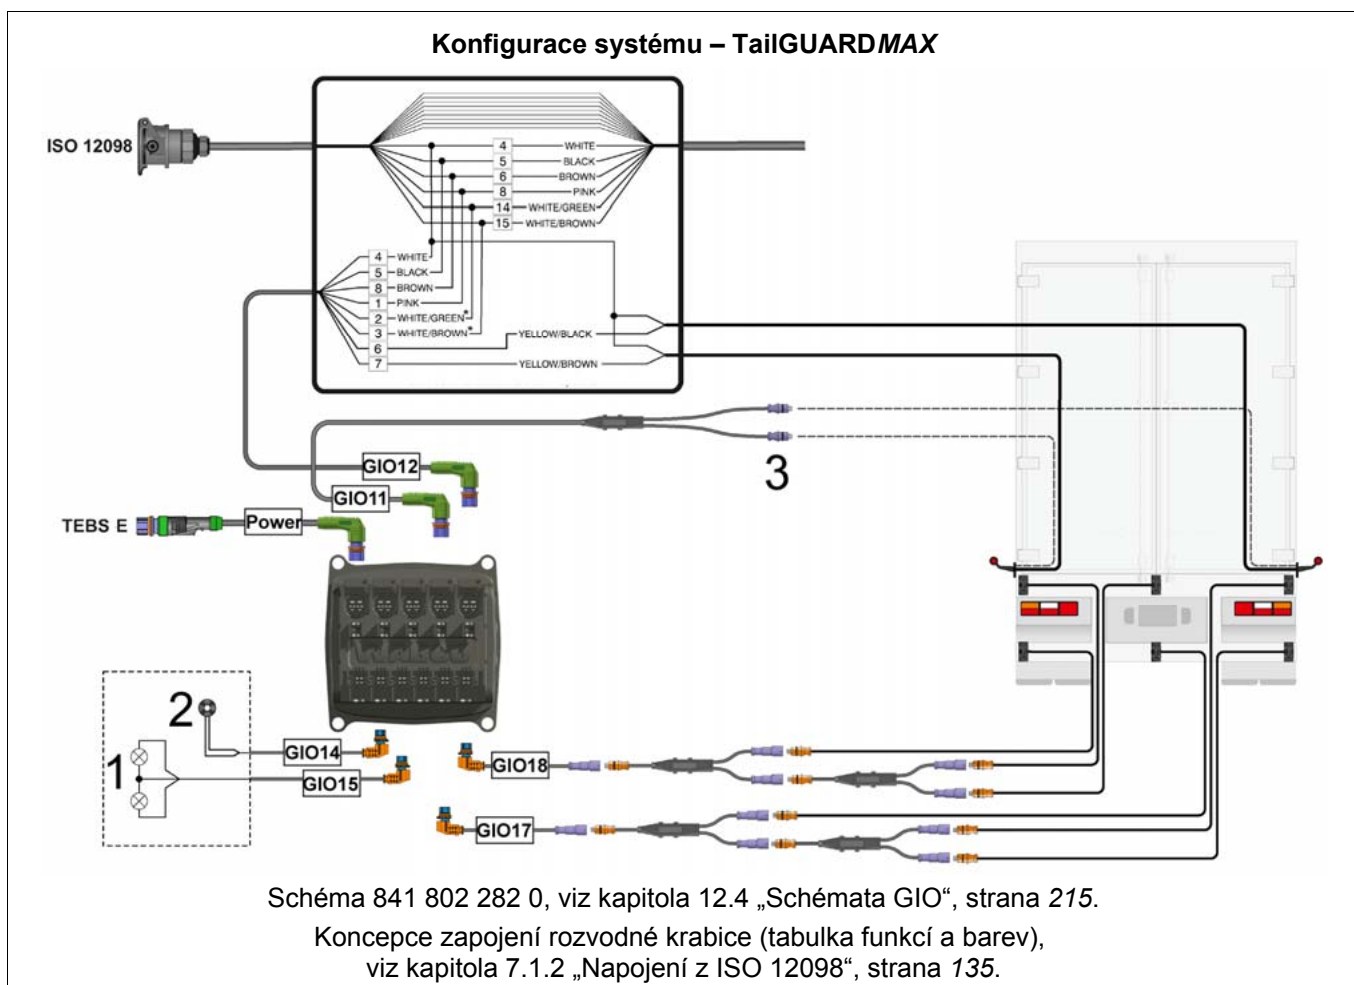 Konfigurace systému – TailGUARDMAX
ISO 12098
4 WHITE
5 BLACK
6 BROWN
8 PINK
14 WHITE/GREEN
15 WHITE/BROWN
4 WHITE
5 BLACK
8 BROWN
1 PINK
2 WHITE/GREEN*
3 WHITE/BROWN*
6 YELLOW/BLACK
7 YELLOW/BROWN
3
GIO12
GIO11
TEBS E
Power
2
1
GIO14
GIO15
GIO18
GIO17
Schéma 841 802 282 0, viz kapitola 12.4 „Schémata GIO“, strana 215.
Koncepce zapojení rozvodné krabice (tabulka funkcí a barev),
viz kapitola 7.1.2 „Napojení z ISO 12098“, strana 135.